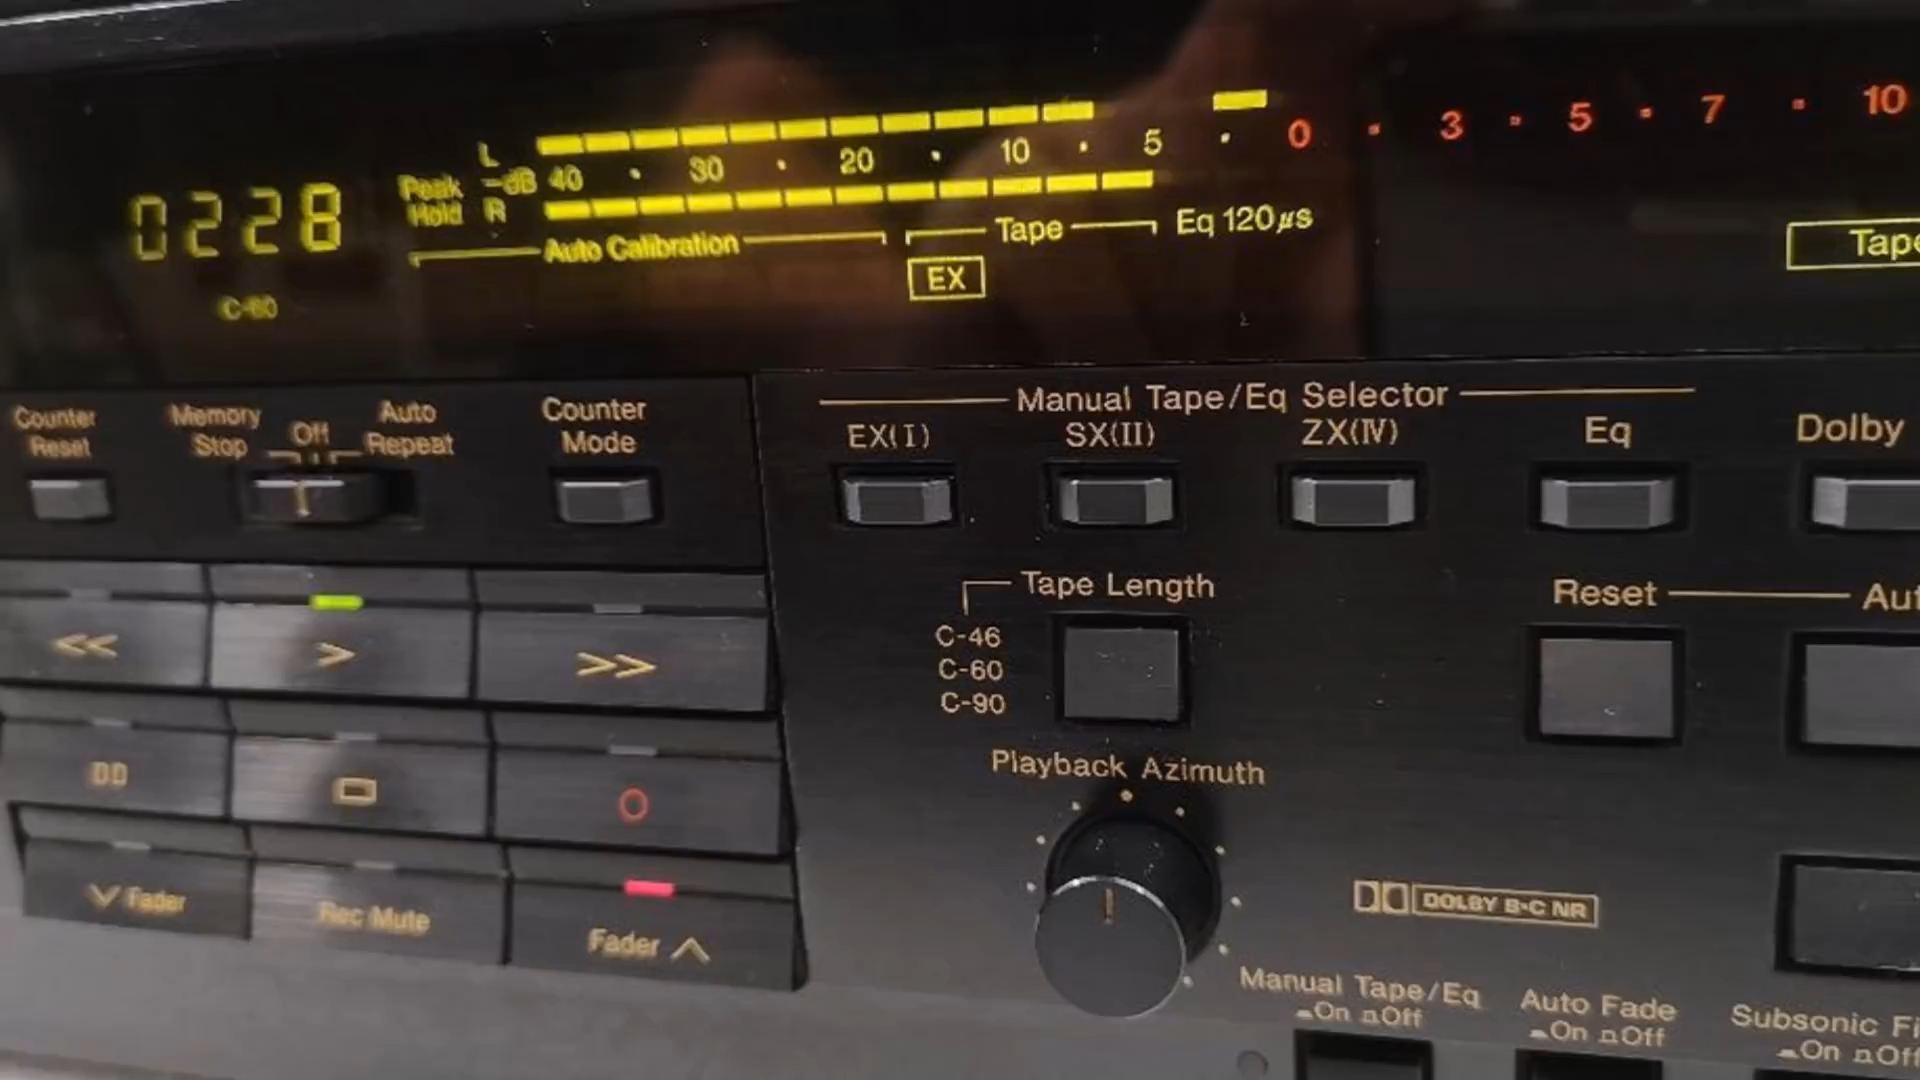 L
0228 Peak Hold -dB 40 · 30 · 20 · 10 · 5 · 0 · 3 · 5 · 7 · 10
R
Auto Calibration Tape Eq 120μs
EX
C-60
Counter Reset
Memory Stop Off Auto Repeat
Counter Mode
Manual Tape/Eq Selector
EX(I) SX(II) ZX(IV) Eq Dolby
<< > >>
Tape Length
C-46
C-60
C-90
Reset
Playback Azimuth
Fader Rec Mute Fader
DOLBY B·C NR
Manual Tape/Eq
On Off
Auto Fade
On Off
Subsonic
On Off